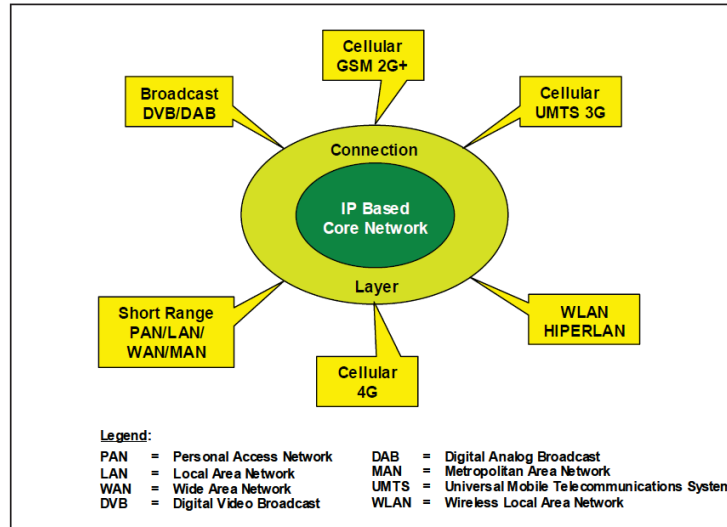 Cellular
GSM 2G+
Broadcast
DVB/DAB
Cellular
UMTS 3G
Connection
IP Based
Core Network
Layer
Short Range
PAN/LAN/
WAN/MAN
WLAN
HIPERLAN
Cellular
4G
Legend:
PAN = Personal Access Network
LAN = Local Area Network
WAN = Wide Area Network
DVB = Digital Video Broadcast
DAB = Digital Analog Broadcast
MAN = Metropolitan Area Network
UMTS = Universal Mobile Telecommunications System
WLAN = Wireless Local Area Network